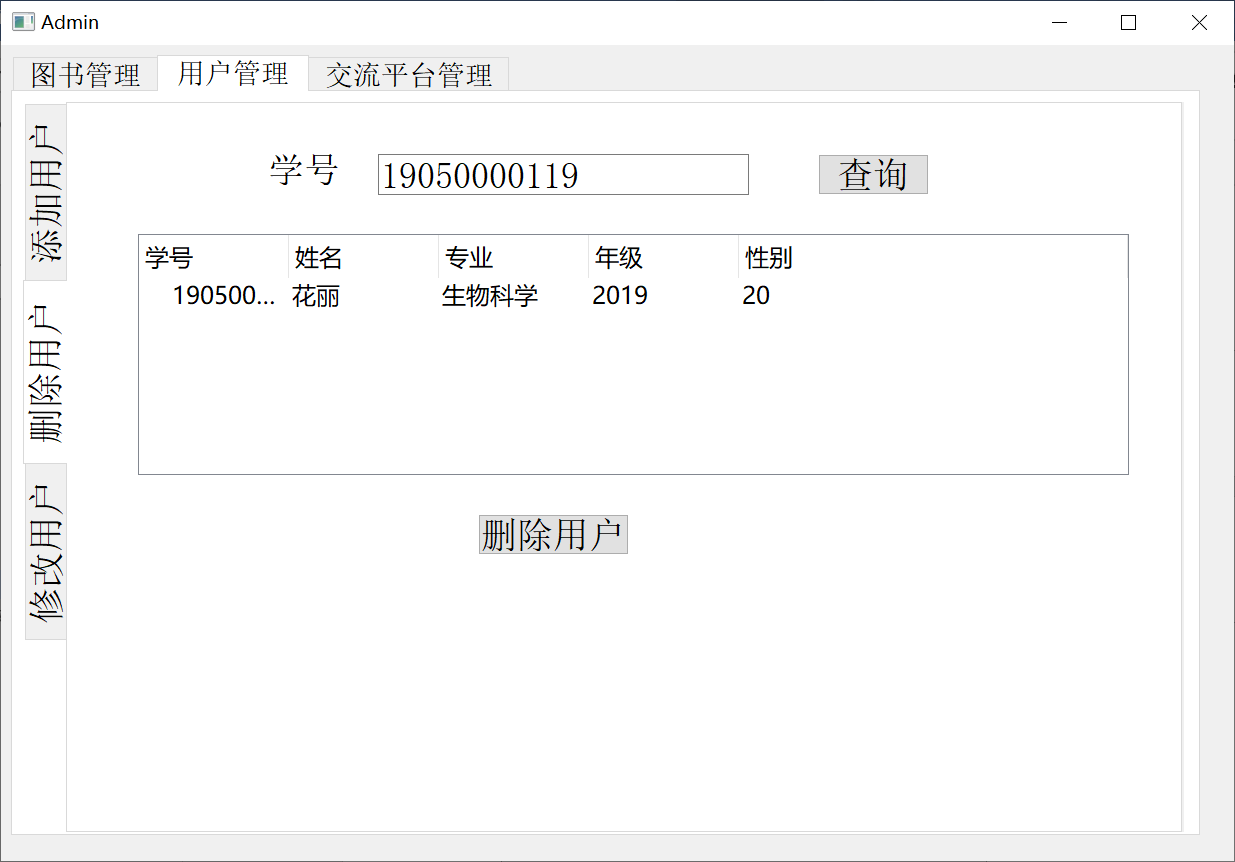 Admin
图书管理 用户管理 交流平台管理
添加用户
删除用户
修改用户
学号 19050000119 查询
学号 姓名 专业 年级 性别
190500... 花丽 生物科学 2019 20
删除用户